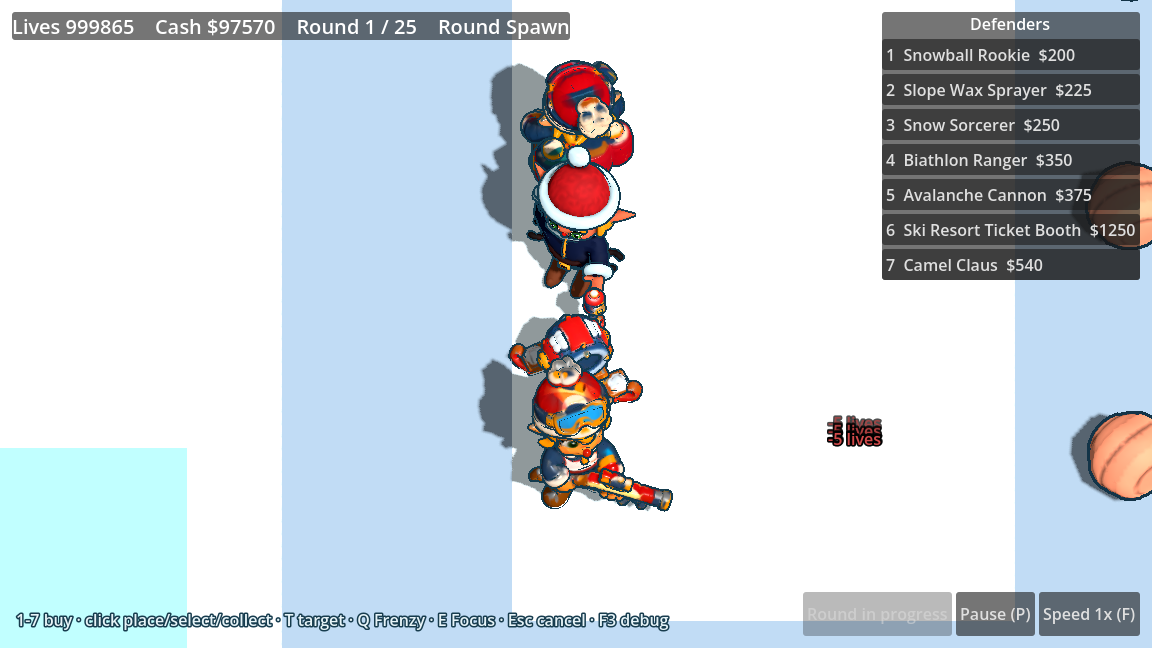 Lives 999865 Cash $97570 Round 1 / 25 Round Spawn
Defenders
1 Snowball Rookie $200
2 Slope Wax Sprayer $225
3 Snow Sorcerer $250
4 Biathlon Ranger $350
5 Avalanche Cannon $375
6 Ski Resort Ticket Booth $1250
7 Camel Claus $540
-5 lives
1-7 buy · click place/select/collect · T target · Q Frenzy · E Focus · Esc cancel · F3 debug
Round in progress
Pause (P)
Speed 1x (F)